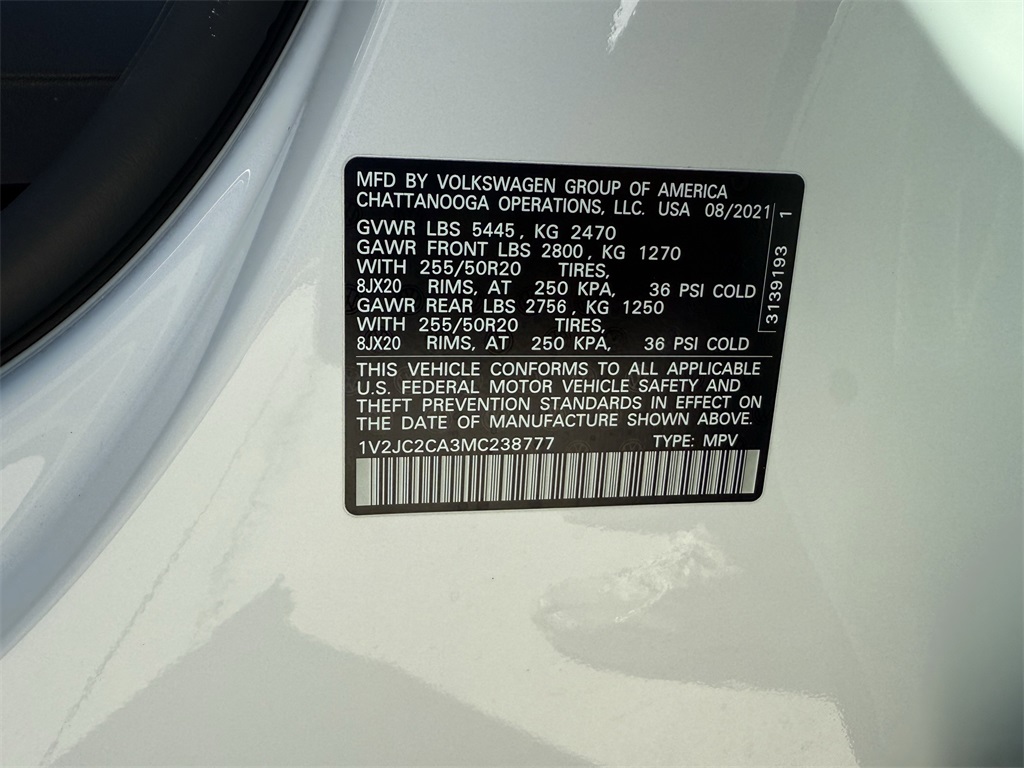 MFD BY VOLKSWAGEN GROUP OF AMERICA
CHATTANOOGA OPERATIONS, LLC. USA 08/2021
GVWR LBS 5445, KG 2470
GAWR FRONT LBS 2800, KG 1270
WITH 255/50R20 TIRES,
8JX20 RIMS, AT 250 KPA, 36 PSI COLD
GAWR REAR LBS 2756, KG 1250
WITH 255/50R20 TIRES,
8JX20 RIMS, AT 250 KPA, 36 PSI COLD
3139193 1
THIS VEHICLE CONFORMS TO ALL APPLICABLE
U.S. FEDERAL MOTOR VEHICLE SAFETY AND
THEFT PREVENTION STANDARDS IN EFFECT ON
THE DATE OF MANUFACTURE SHOWN ABOVE.
1V2JC2CA3MC238777 TYPE: MPV